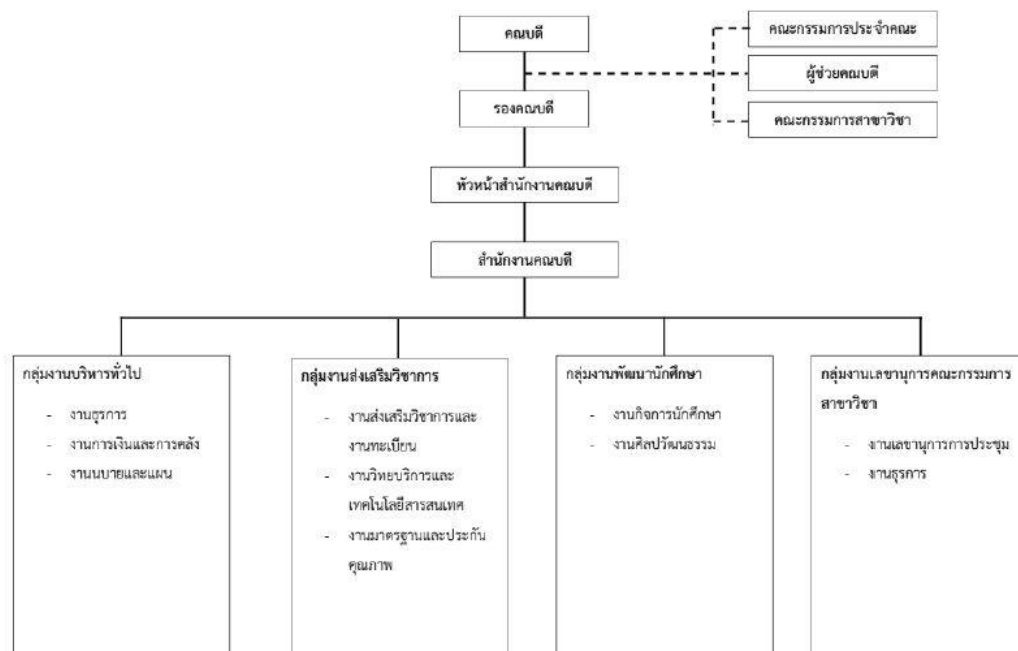 คณบดี
คณะกรรมการประจำคณะ
ผู้ช่วยคณบดี
รองคณบดี
คณะกรรมการสาขาวิชา
หัวหน้าสำนักงานคณบดี
สำนักงานคณบดี
กลุ่มงานบริหารทั่วไป
- งานธุรการ
- งานการเงินและการคลัง
- งานนบายและแผน
กลุ่มงานส่งเสริมวิชาการ
- งานส่งเสริมวิชาการและ
งานทะเบียน
- งานวิทยบริการและ
เทคโนโลยีสารสนเทศ
- งานมาตรฐานและประกัน
คุณภาพ
กลุ่มงานพัฒนานักศึกษา
- งานกิจการนักศึกษา
- งานศิลปวัฒนธรรม
กลุ่มงานเลขานุการคณะกรรมการ
สาขาวิชา
- งานเลขานุการการประชุม
- งานธุรการ